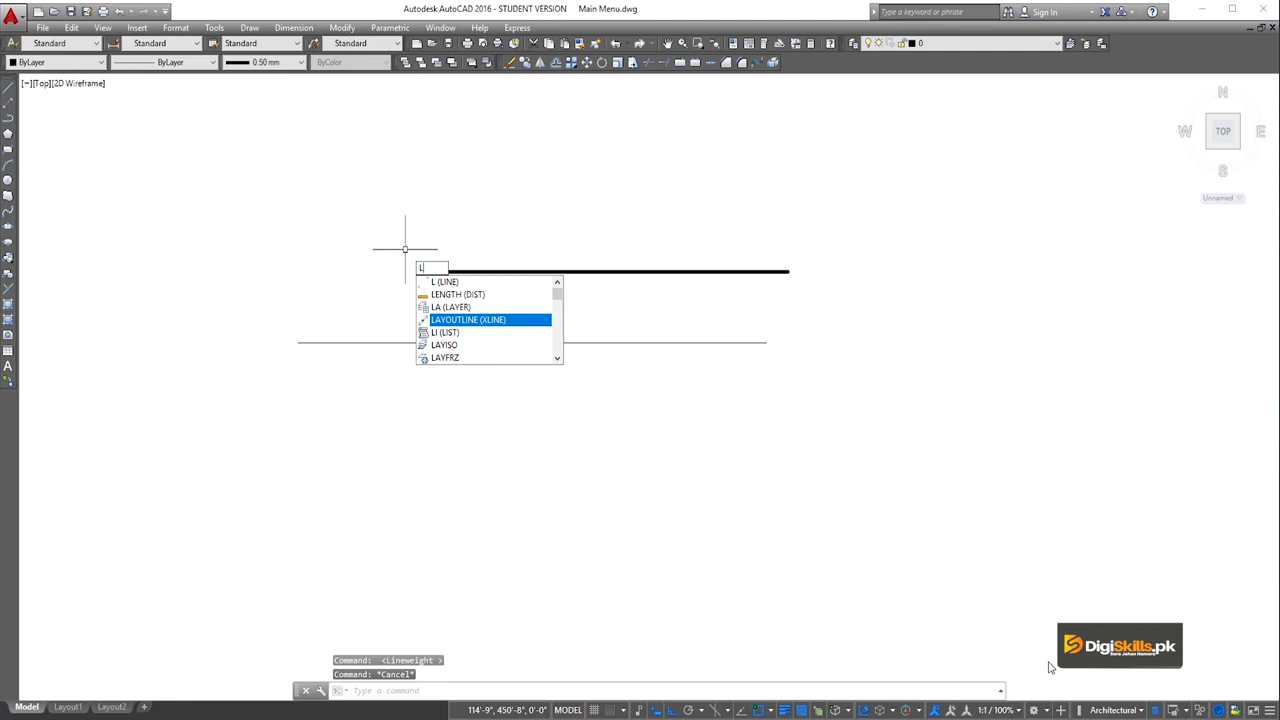 Autodesk AutoCAD 2016 - STUDENT VERSION Main Menu.dwg
Type a keyword or phrase
Sign In
File Edit View Insert Format Tools Draw Dimension Modify Parametric Window Help Express
Standard Standard Standard Standard 0
ByLayer ByLayer 0.50 mm ByColor
[−][Top][2D Wireframe]
N
W TOP E
S
Unnamed
L
L (LINE)
LENGTH (DIST)
LA (LAYER)
LAYOUTLINE (XLINE)
LI (LIST)
LAYISO
LAYFRZ
DigiSkills.pk
Command: <Lineweight >
Command: *Cancel*
Type a command
Model Layout1 Layout2 +
114'-9", 450'-8", 0'-0" MODEL 1:1 / 100% Architectural